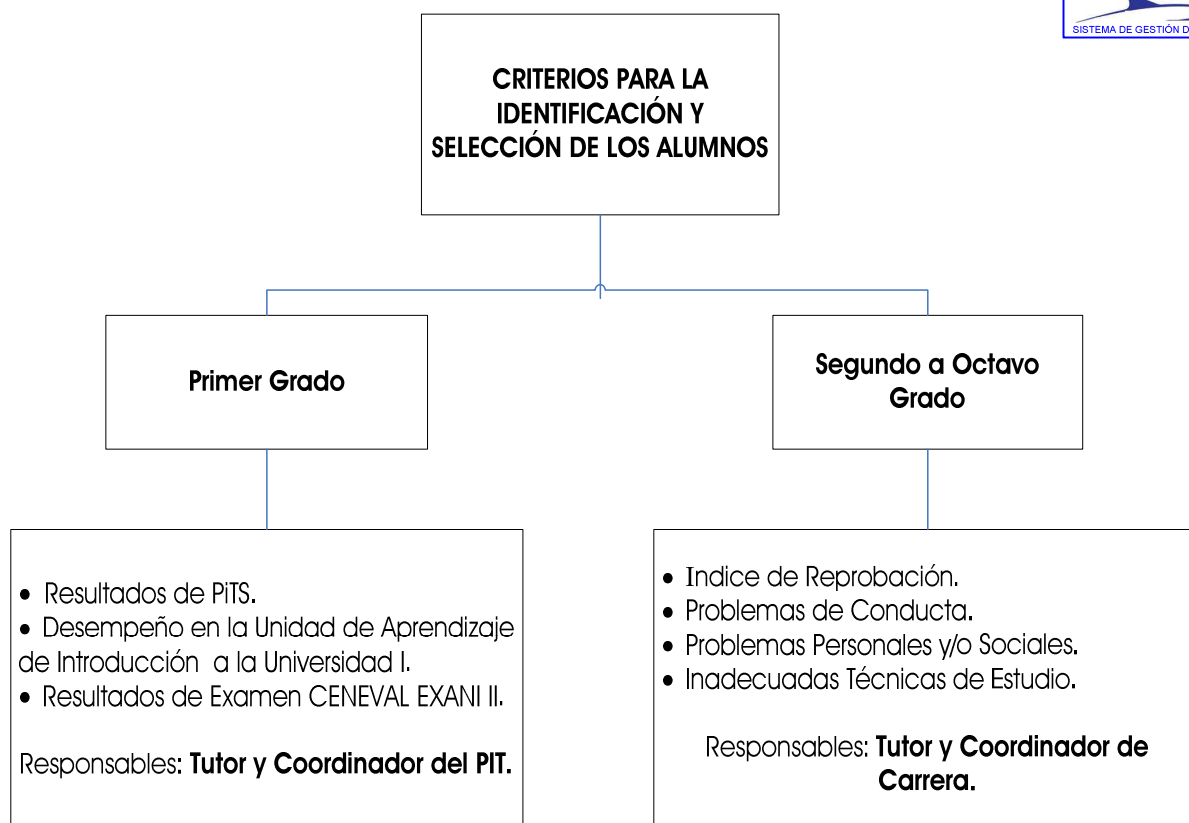 SISTEMA DE GESTIÓN D
CRITERIOS PARA LA
IDENTIFICACIÓN Y
SELECCIÓN DE LOS ALUMNOS
Primer Grado
Segundo a Octavo
Grado
• Resultados de PiTS.
• Desempeño en la Unidad de Aprendizaje
de Introducción a la Universidad I.
• Resultados de Examen CENEVAL EXANI II.
Responsables: Tutor y Coordinador del PIT.
• Indice de Reprobación.
• Problemas de Conducta.
• Problemas Personales y/o Sociales.
• Inadecuadas Técnicas de Estudio.
Responsables: Tutor y Coordinador de
Carrera.